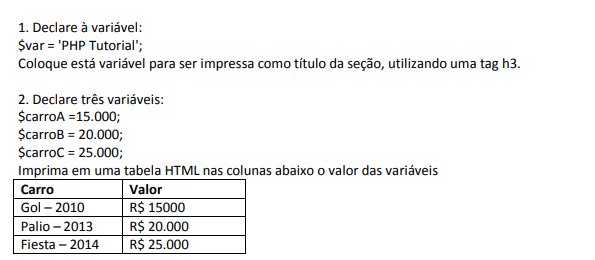 1. Declare à variável:
$var = 'PHP Tutorial';
Coloque está variável para ser impressa como título da seção, utilizando uma tag h3.
2. Declare três variáveis:
$carroA =15.000;
$carroB = 20.000;
$carroC = 25.000;
Imprima em uma tabela HTML nas colunas abaixo o valor das variáveis
Carro Valor
Gol – 2010 R$ 15000
Palio – 2013 R$ 20.000
Fiesta – 2014 R$ 25.000